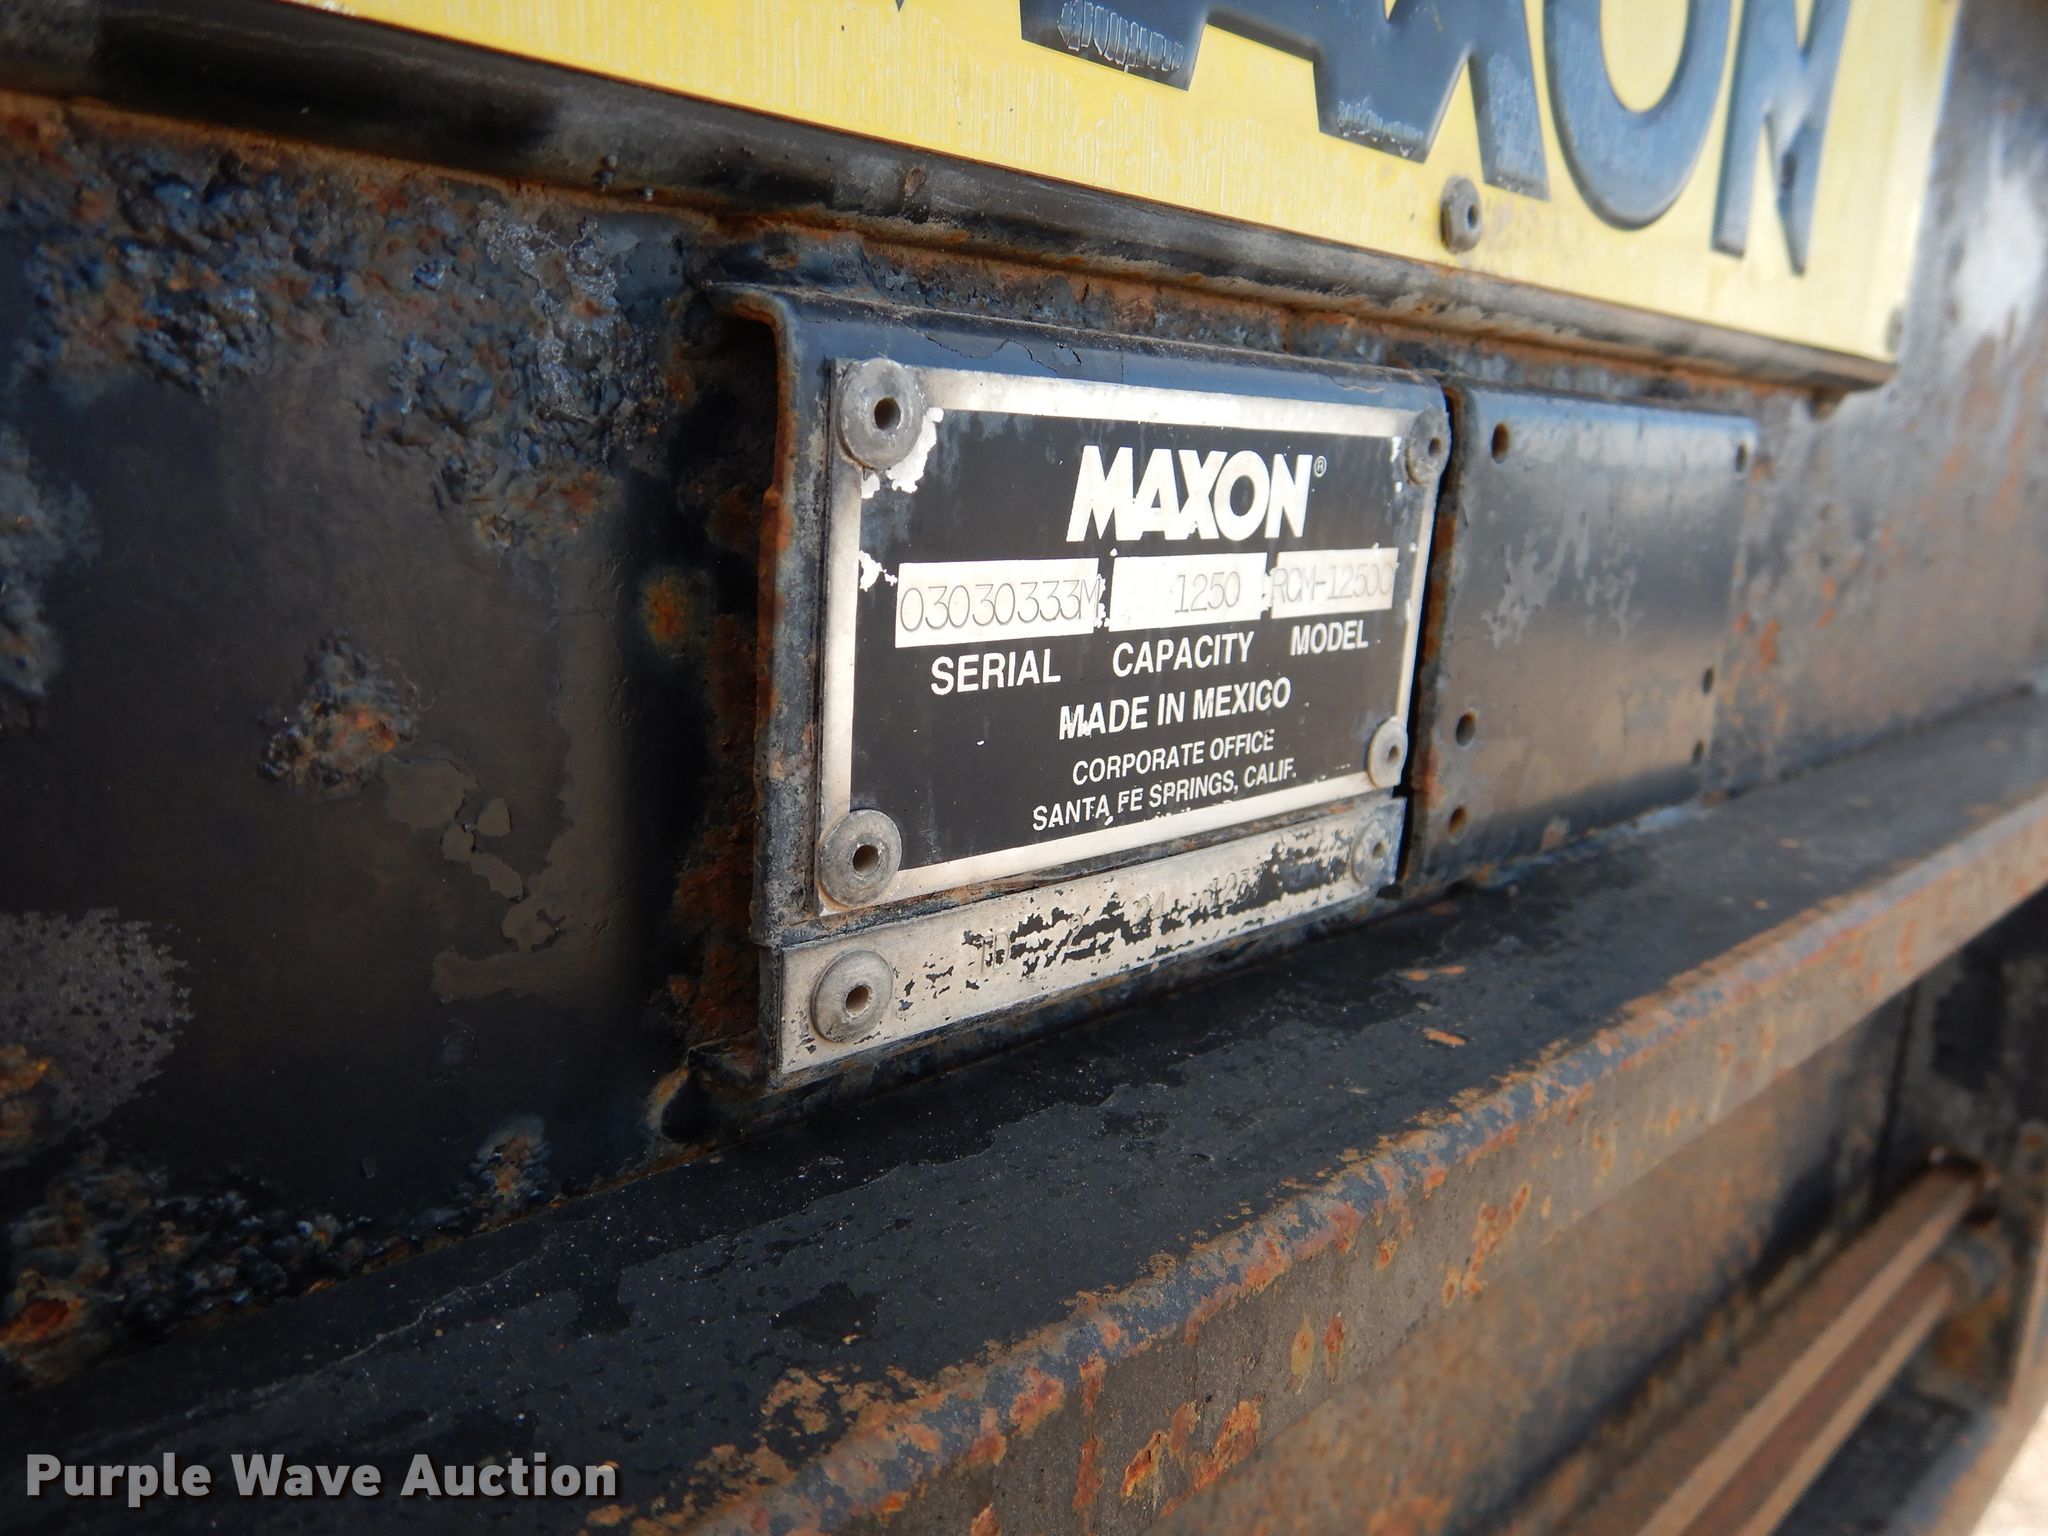 MAXON
MAXON®
03030333M 1250 RCM-12500
SERIAL CAPACITY MODEL
MADE IN MEXICO
CORPORATE OFFICE
SANTA FE SPRINGS, CALIF.
Purple Wave Auction